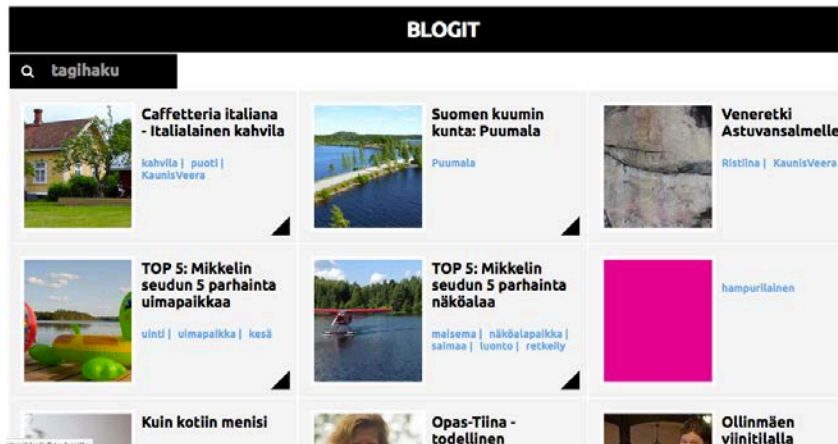 BLOGIT
tagihaku
Caffetteria italiana
- Italialainen kahvila
kahvila | puoti |
KaunisVeera
Suomen kuumin
kunta: Puumala
Puumala
Veneretki
Astuvansalmelle
Ristiina | KaunisVeera
TOP 5: Mikkelin
seudun 5 parhainta
uimapaikkaa
uinti | uimapaikka | kesä
TOP 5: Mikkelin
seudun 5 parhainta
näköalaa
maisema | näköalapaikka |
saimaa | luonto | retkeily
hampurilainen
Kuin kotiin menisi
Opas-Tiina -
todellinen
Ollinmäen
viinitilalla